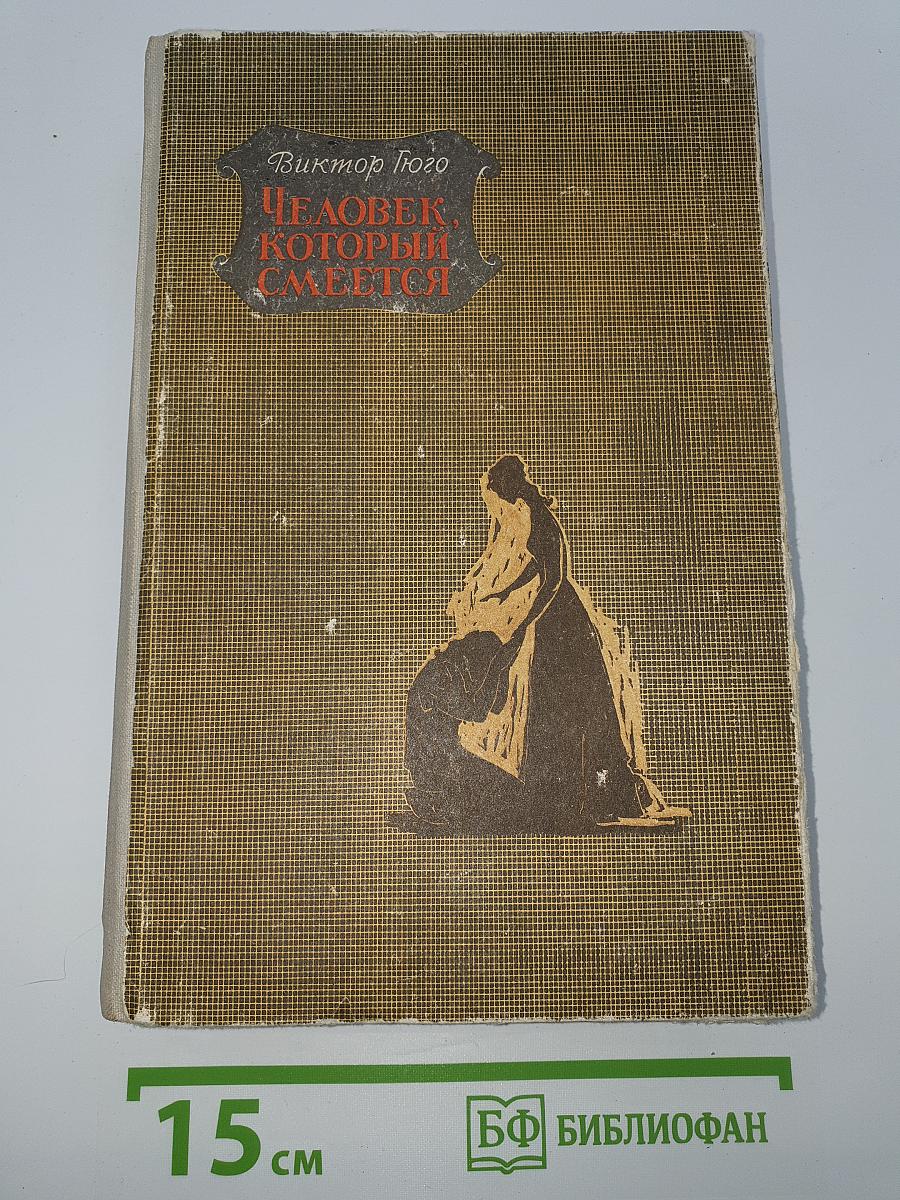 Виктор Гюго
Человек,
который
смеется
15 см
БФ БИБЛИОФАН